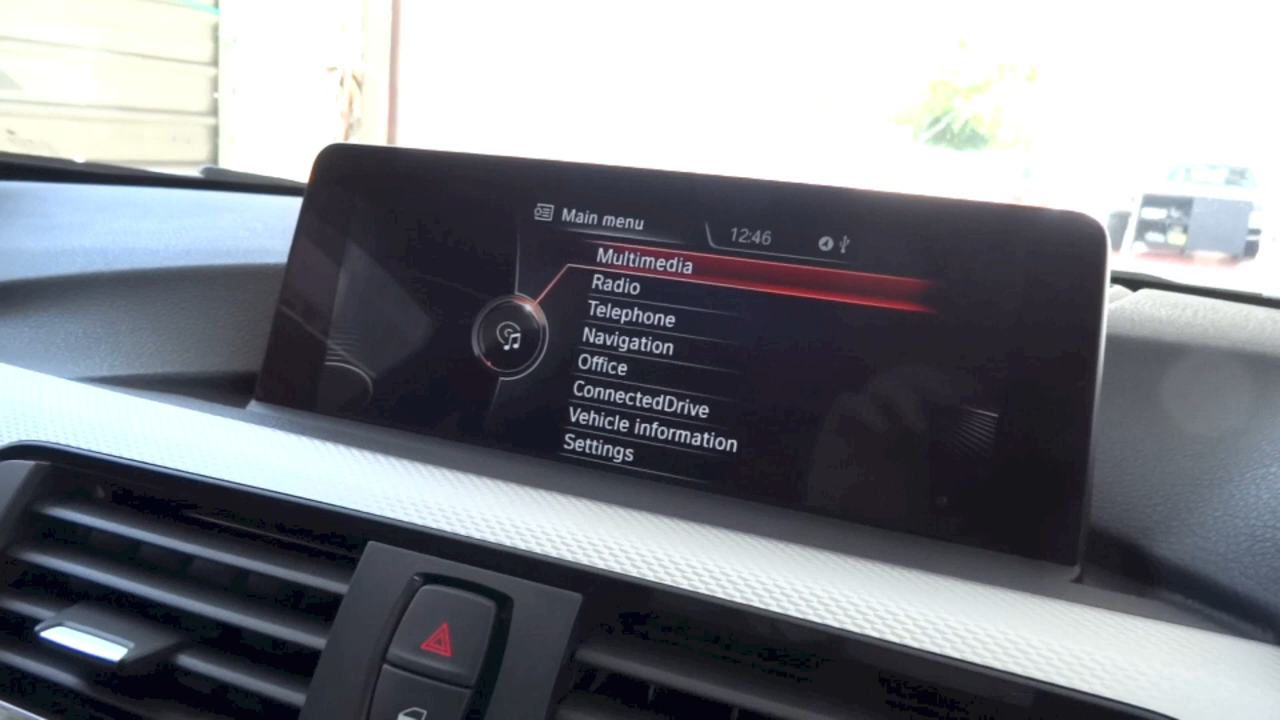 Main menu
12:46
Multimedia
Radio
Telephone
Navigation
Office
ConnectedDrive
Vehicle information
Settings